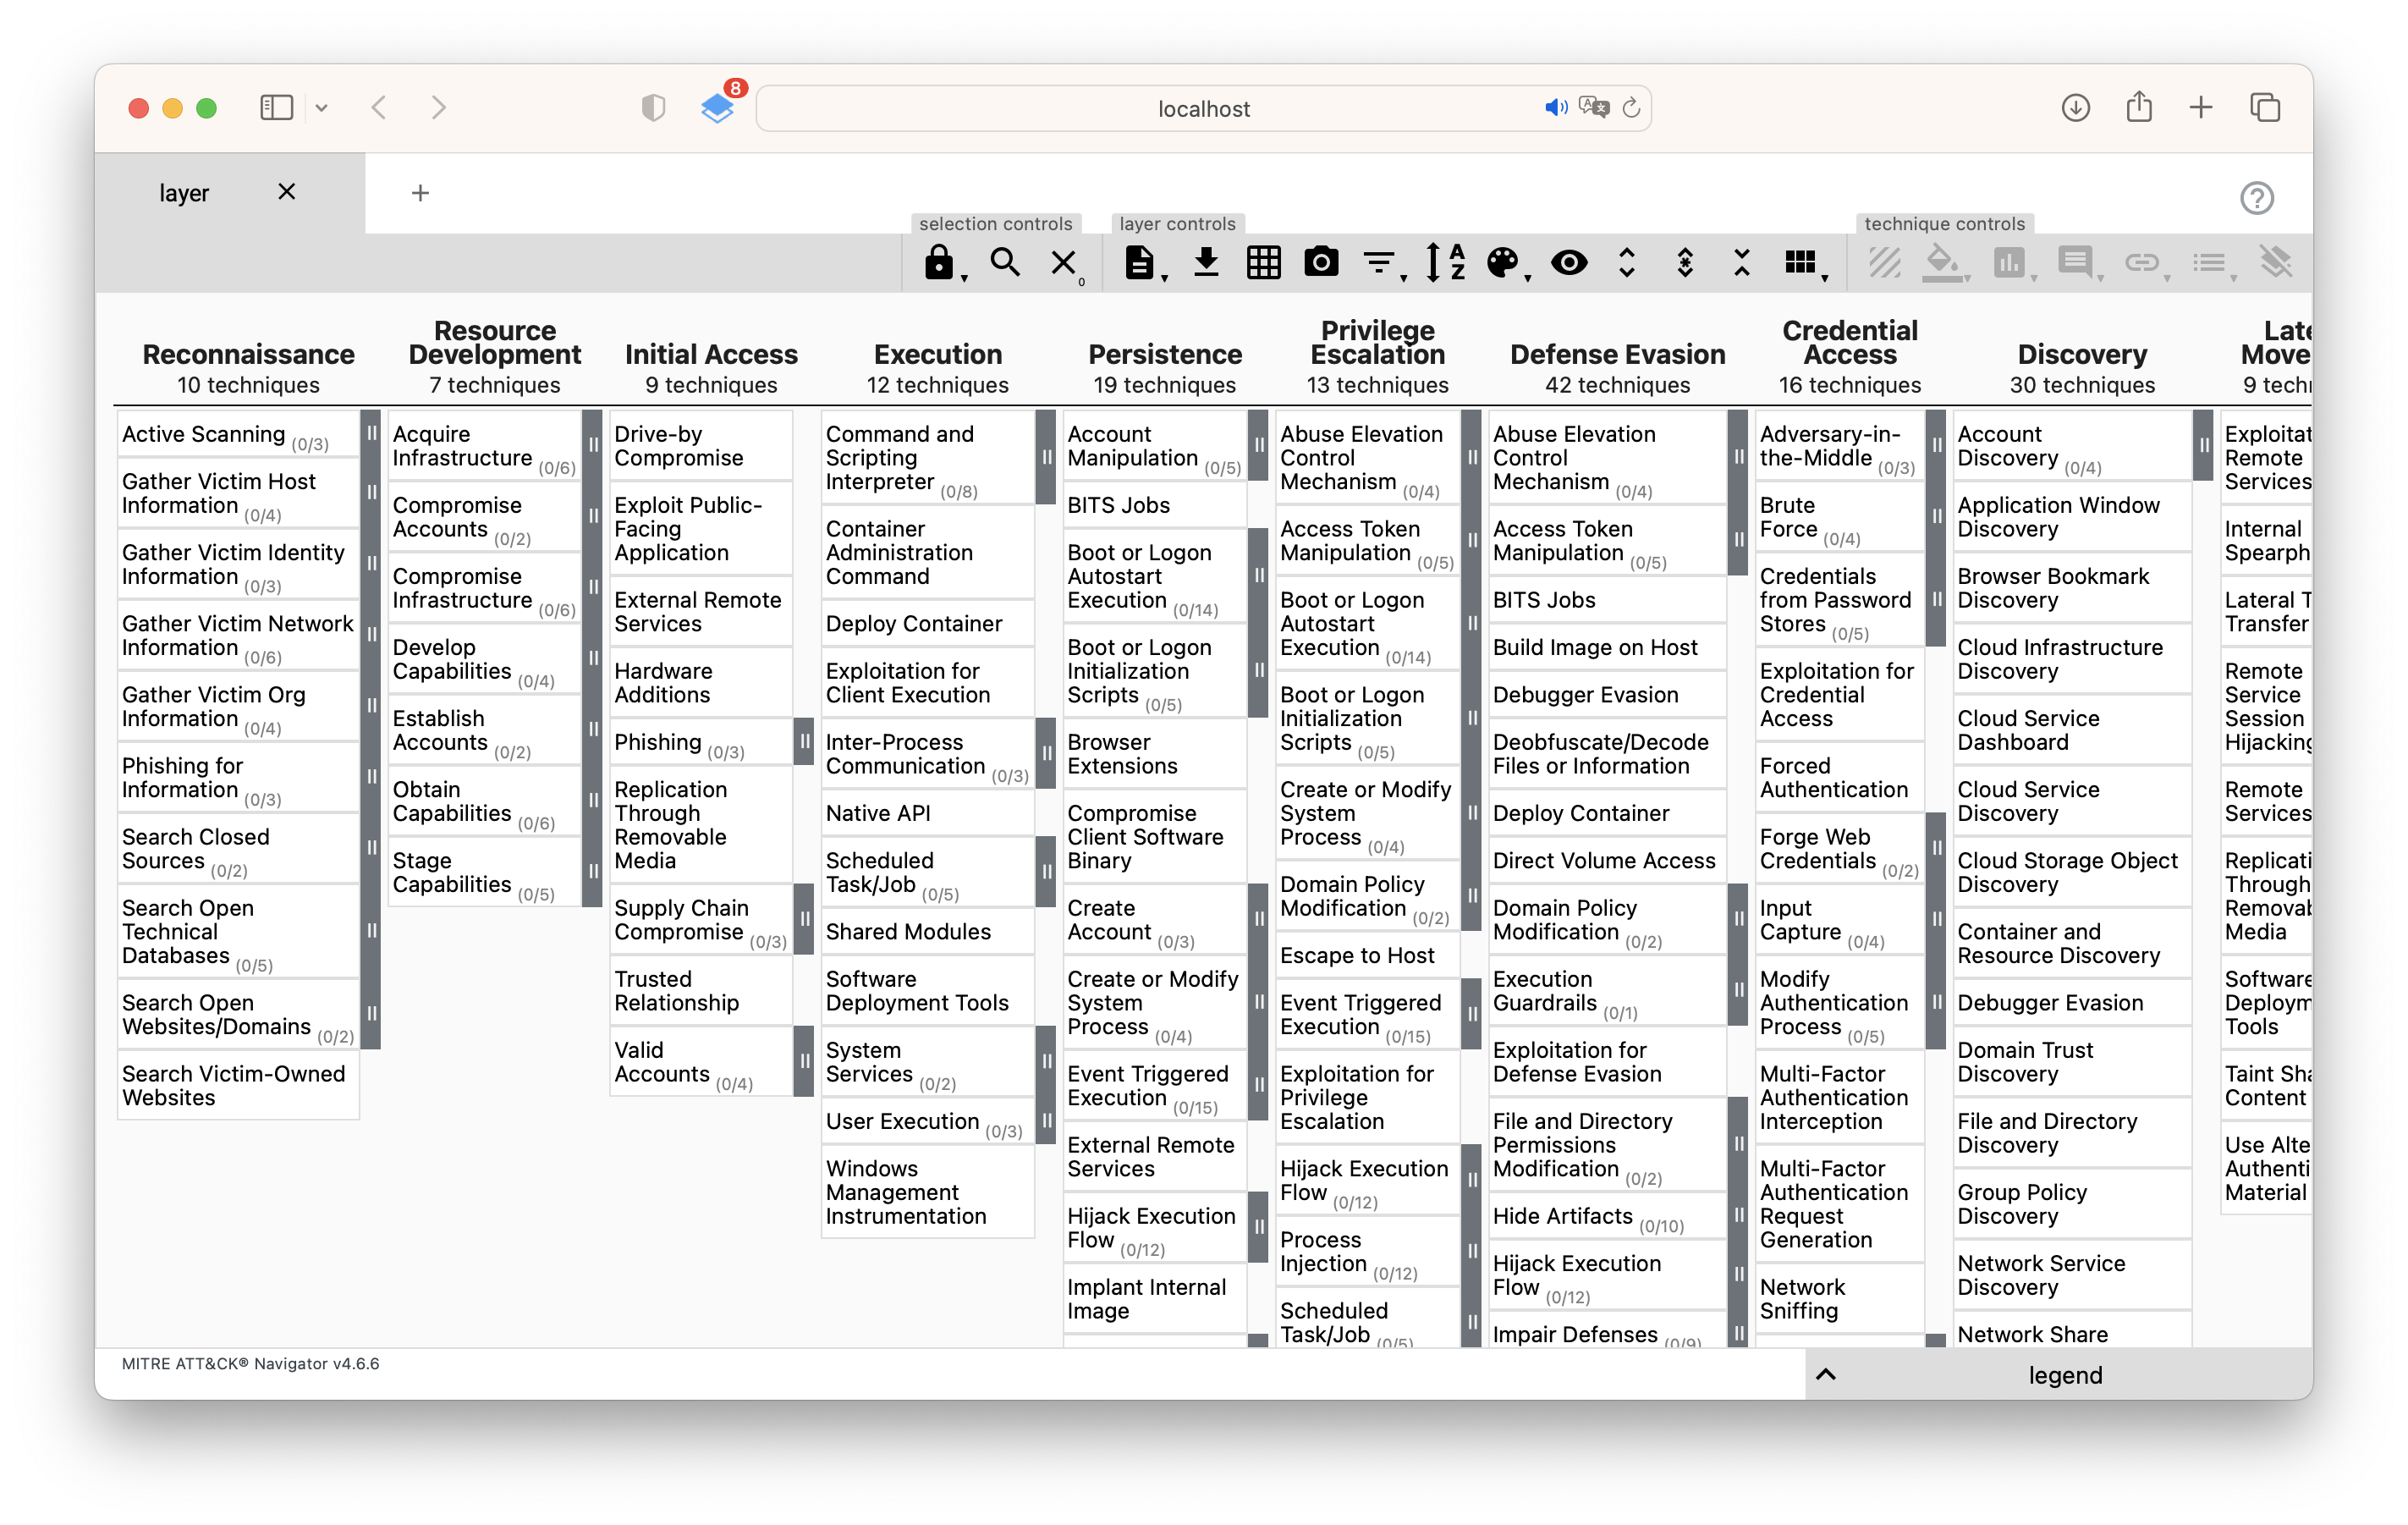 8
localhost
layer
selection controls
layer controls
technique controls
0
A
Z
Reconnaissance
10 techniques
Active Scanning (0/3)
Gather Victim Host
Information (0/4)
Gather Victim Identity
Information (0/3)
Gather Victim Network
Information (0/6)
Gather Victim Org
Information (0/4)
Phishing for
Information (0/3)
Search Closed
Sources (0/2)
Search Open
Technical
Databases (0/5)
Search Open
Websites/Domains (0/2)
Search Victim-Owned
Websites
Resource
Development
7 techniques
Acquire
Infrastructure (0/6)
Compromise
Accounts (0/2)
Compromise
Infrastructure (0/6)
Develop
Capabilities (0/4)
Establish
Accounts (0/2)
Obtain
Capabilities (0/6)
Stage
Capabilities (0/5)
Initial Access
9 techniques
Drive-by
Compromise
Exploit Public-
Facing
Application
External Remote
Services
Hardware
Additions
Phishing (0/3)
Replication
Through
Removable
Media
Supply Chain
Compromise (0/3)
Trusted
Relationship
Valid
Accounts (0/4)
Execution
12 techniques
Command and
Scripting
Interpreter (0/8)
Container
Administration
Command
Deploy Container
Exploitation for
Client Execution
Inter-Process
Communication (0/3)
Native API
Scheduled
Task/Job (0/5)
Shared Modules
Software
Deployment Tools
System
Services (0/2)
User Execution (0/3)
Windows
Management
Instrumentation
Persistence
19 techniques
Account
Manipulation (0/5)
BITS Jobs
Boot or Logon
Autostart
Execution (0/14)
Boot or Logon
Initialization
Scripts (0/5)
Browser
Extensions
Compromise
Client Software
Binary
Create
Account (0/3)
Create or Modify
System
Process (0/4)
Event Triggered
Execution (0/15)
External Remote
Services
Hijack Execution
Flow (0/12)
Implant Internal
Image
Privilege
Escalation
13 techniques
Abuse Elevation
Control
Mechanism (0/4)
Access Token
Manipulation (0/5)
Boot or Logon
Autostart
Execution (0/14)
Boot or Logon
Initialization
Scripts (0/5)
Create or Modify
System
Process (0/4)
Domain Policy
Modification (0/2)
Escape to Host
Event Triggered
Execution (0/15)
Exploitation for
Privilege
Escalation
Hijack Execution
Flow (0/12)
Process
Injection (0/12)
Scheduled
Task/Job (0/5)
Defense Evasion
42 techniques
Abuse Elevation
Control
Mechanism (0/4)
Access Token
Manipulation (0/5)
BITS Jobs
Build Image on Host
Debugger Evasion
Deobfuscate/Decode
Files or Information
Deploy Container
Direct Volume Access
Domain Policy
Modification (0/2)
Execution
Guardrails (0/1)
Exploitation for
Defense Evasion
File and Directory
Permissions
Modification (0/2)
Hide Artifacts (0/10)
Hijack Execution
Flow (0/12)
Impair Defenses (0/9)
Credential
Access
16 techniques
Adversary-in-
the-Middle (0/3)
Brute
Force (0/4)
Credentials
from Password
Stores (0/5)
Exploitation for
Credential
Access
Forced
Authentication
Forge Web
Credentials (0/2)
Input
Capture (0/4)
Modify
Authentication
Process (0/5)
Multi-Factor
Authentication
Interception
Multi-Factor
Authentication
Request
Generation
Network
Sniffing
Discovery
30 techniques
Account
Discovery (0/4)
Application Window
Discovery
Browser Bookmark
Discovery
Cloud Infrastructure
Discovery
Cloud Service
Dashboard
Cloud Service
Discovery
Cloud Storage Object
Discovery
Container and
Resource Discovery
Debugger Evasion
Domain Trust
Discovery
File and Directory
Discovery
Group Policy
Discovery
Network Service
Discovery
Network Share
Late
Move
9 tech
Exploitat
Remote
Services
Internal
Spearph
Lateral T
Transfer
Remote
Service
Session
Hijacking
Remote
Services
Replicati
Through
Removab
Media
Software
Deploym
Tools
Taint Sha
Content
Use Alte
Authenti
Material
MITRE ATT&CK® Navigator v4.6.6
legend